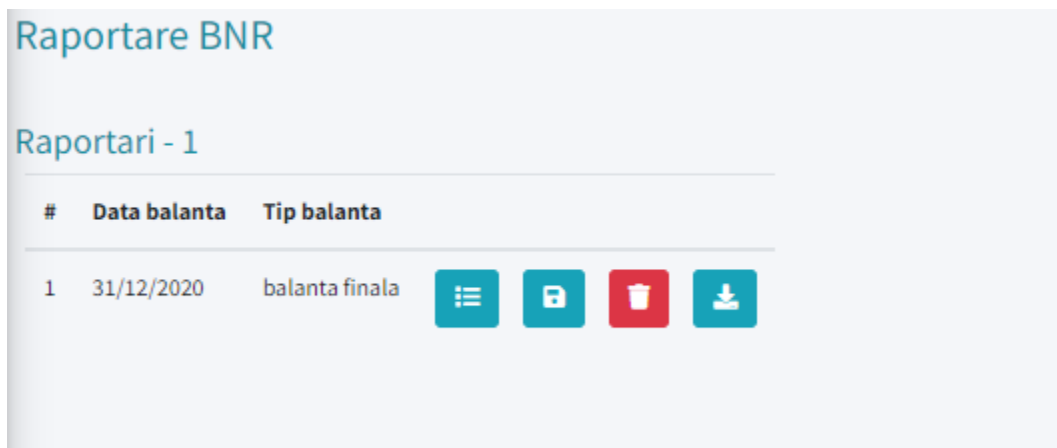 Raportare BNR
Raportari - 1
# Data balanta Tip balanta
1 31/12/2020 balanta finala